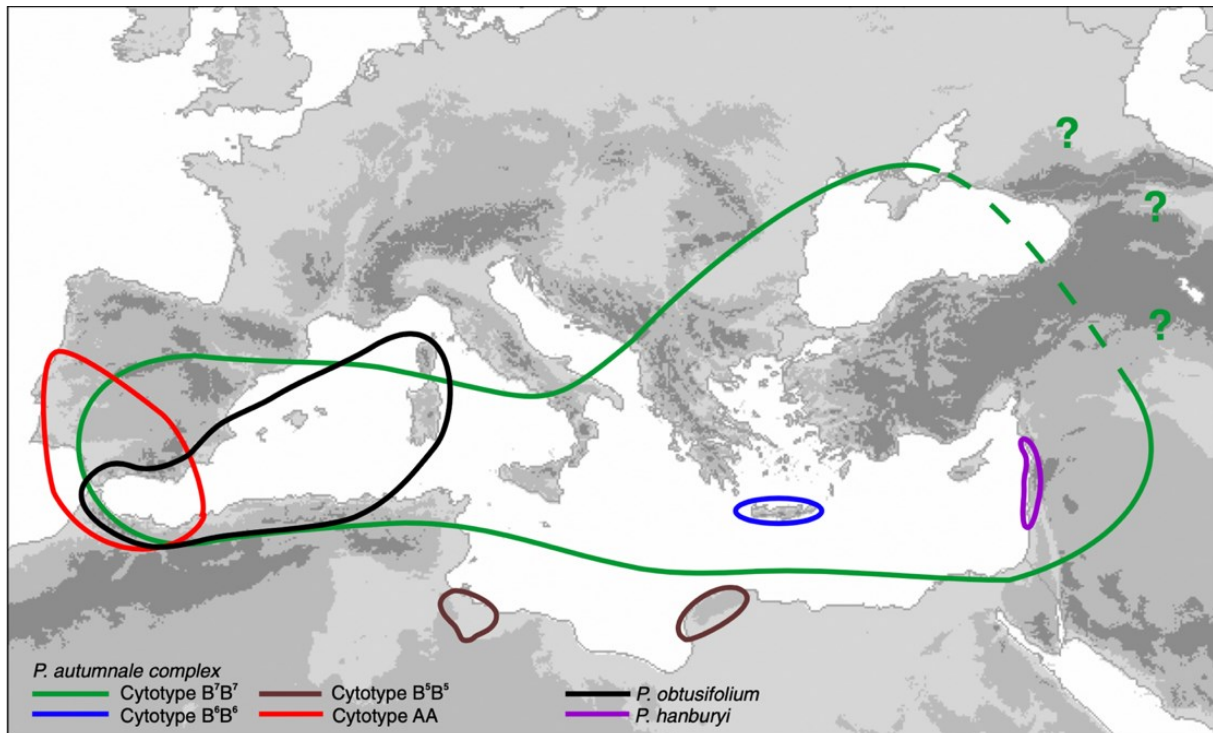 ?
?
?
P. autumnale complex
Cytotype B⁷B⁷
Cytotype B⁵B⁵
P. obtusifolium
Cytotype B⁶B⁶
Cytotype AA
P. hanburyi